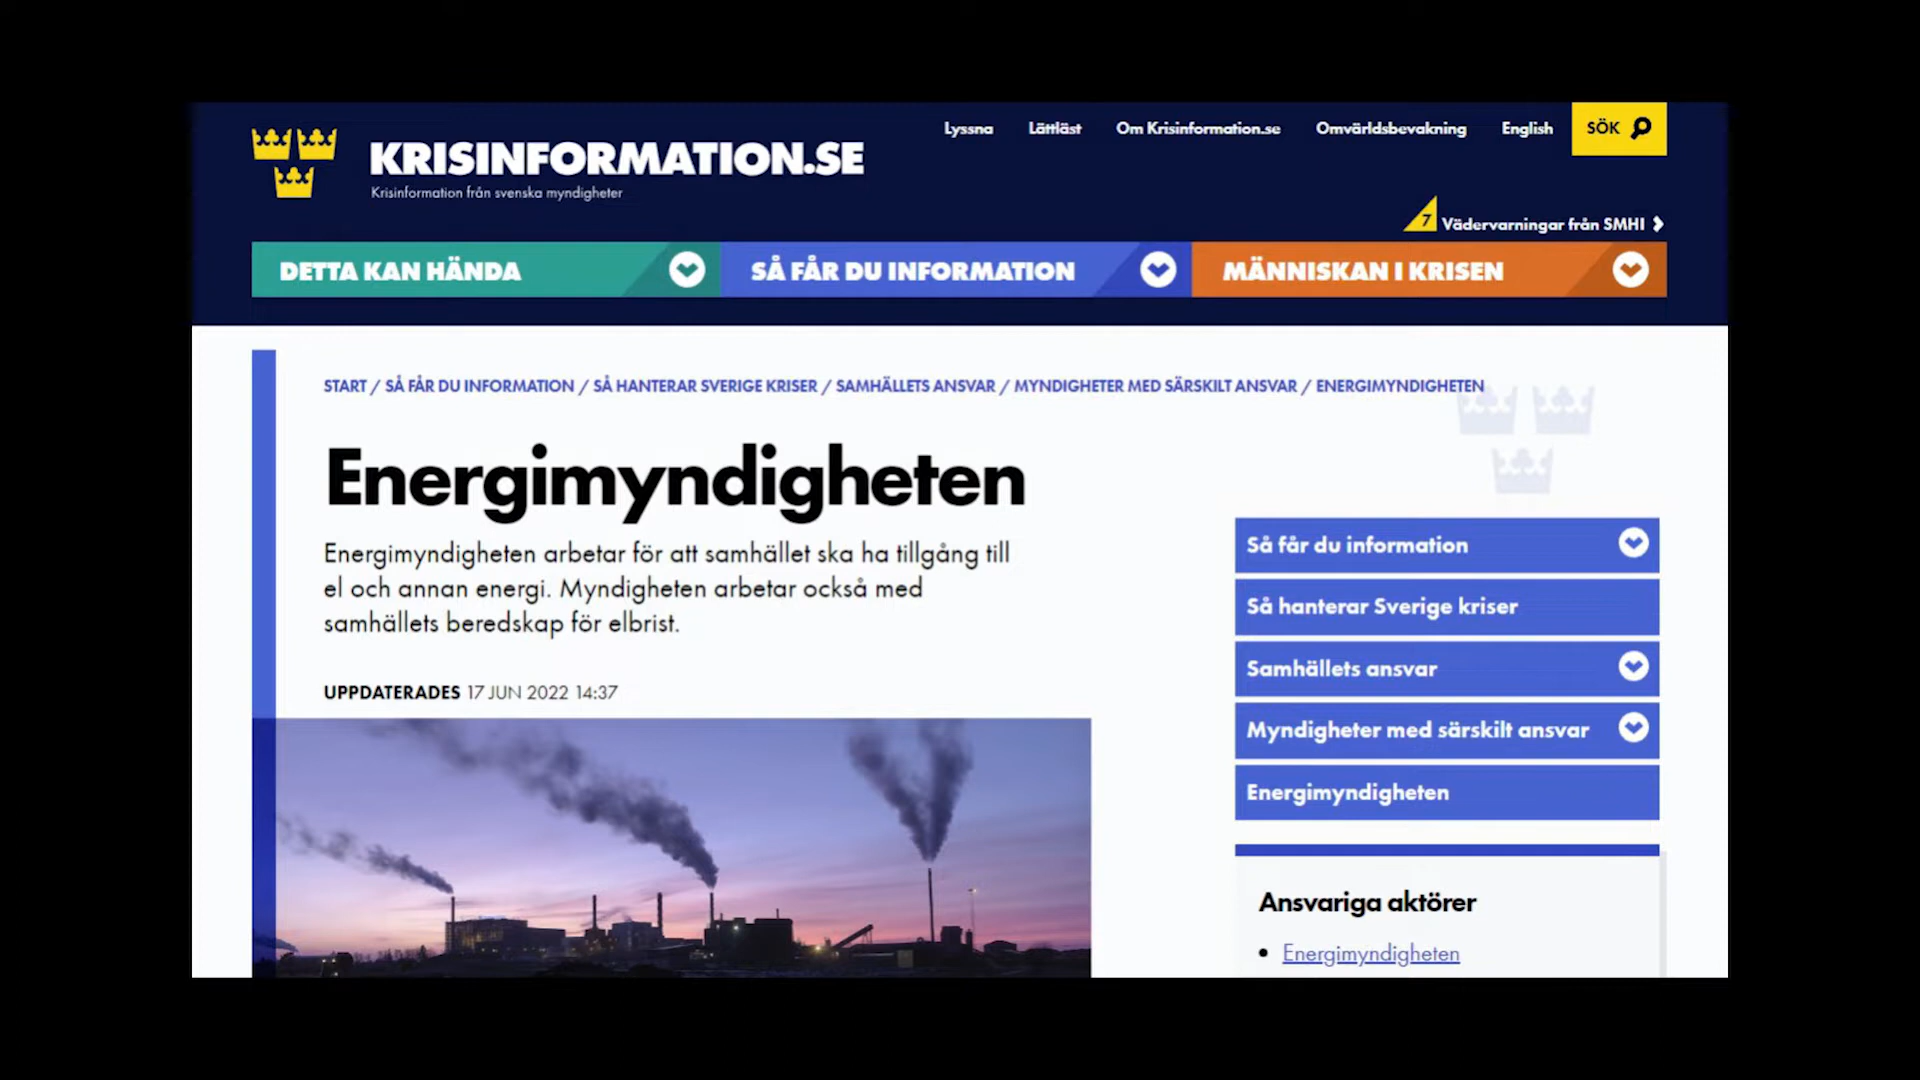 Lyssna Lättläst Om Krisinformation.se Omvärldsbevakning English SÖK
KRISINFORMATION.SE
Krisinformation från svenska myndigheter
7 Vädervarningar från SMHI
DETTA KAN HÄNDA SÅ FÅR DU INFORMATION MÄNNISKAN I KRISEN
START / SÅ FÅR DU INFORMATION / SÅ HANTERAR SVERIGE KRISER / SAMHÄLLETS ANSVAR / MYNDIGHETER MED SÄRSKILT ANSVAR / ENERGIMYNDIGHETEN
Energimyndigheten
Energimyndigheten arbetar för att samhället ska ha tillgång till
el och annan energi. Myndigheten arbetar också med
samhällets beredskap för elbrist.
UPPDATERADES 17 JUN 2022 14:37
Så får du information
Så hanterar Sverige kriser
Samhällets ansvar
Myndigheter med särskilt ansvar
Energimyndigheten
Ansvariga aktörer
• Energimyndigheten